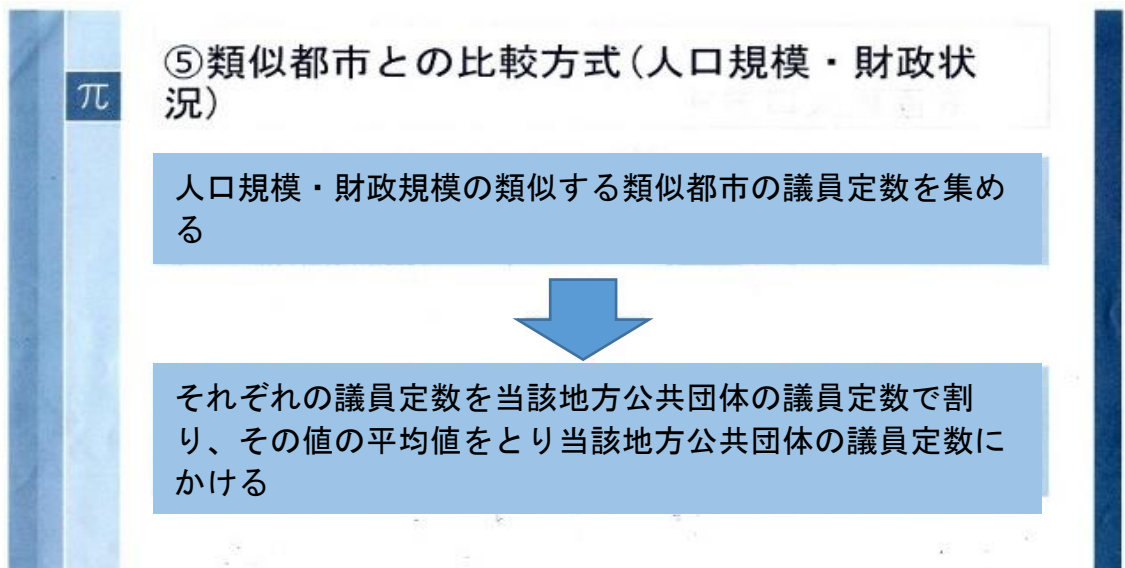 π
⑤類似都市との比較方式(人口規模・財政状
況)
人口規模・財政規模の類似する類似都市の議員定数を集め
る
それぞれの議員定数を当該地方公共団体の議員定数で割
り、その値の平均値をとり当該地方公共団体の議員定数に
かける